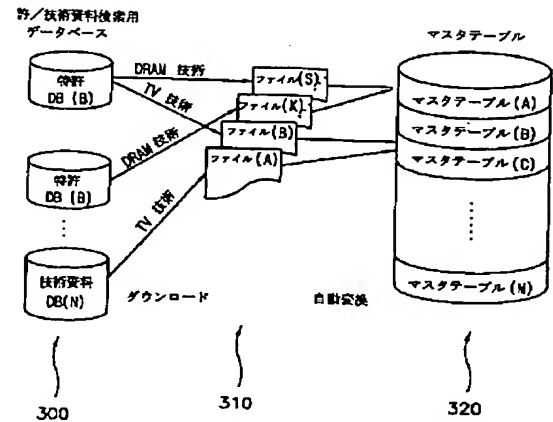 許/技術資料検索用
データベース
特許
DB (B)
特許
DB (B)
技術資料
DB(N)
DRAM 技術
TV 技術
DRAM技術
TV 技術
ファイル(S)
ファイル(K)
ファイル(B)
ファイル(A)
ダウンロード
自動変換
マスタテーブル
マスタテーブル(A)
マスタテーブル(B)
マスタテーブル(C)
マスタテーブル(M)
300
310
320